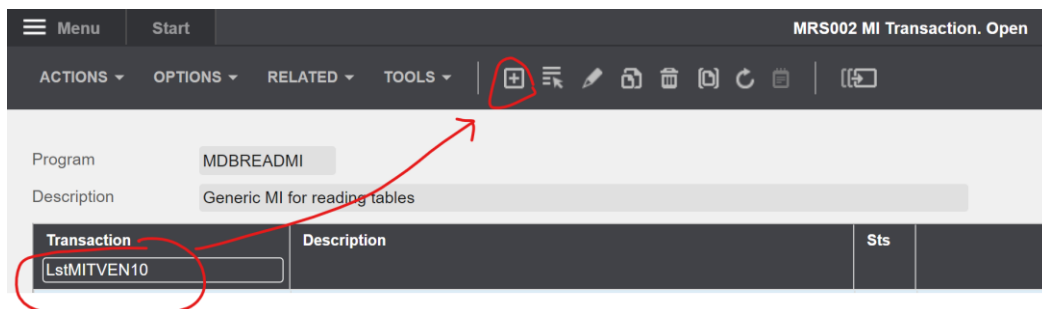 Menu Start MRS002 MI Transaction. Open
ACTIONS OPTIONS RELATED TOOLS
Program MDBREADMI
Description Generic MI for reading tables
Transaction Description Sts
LstMITVEN10